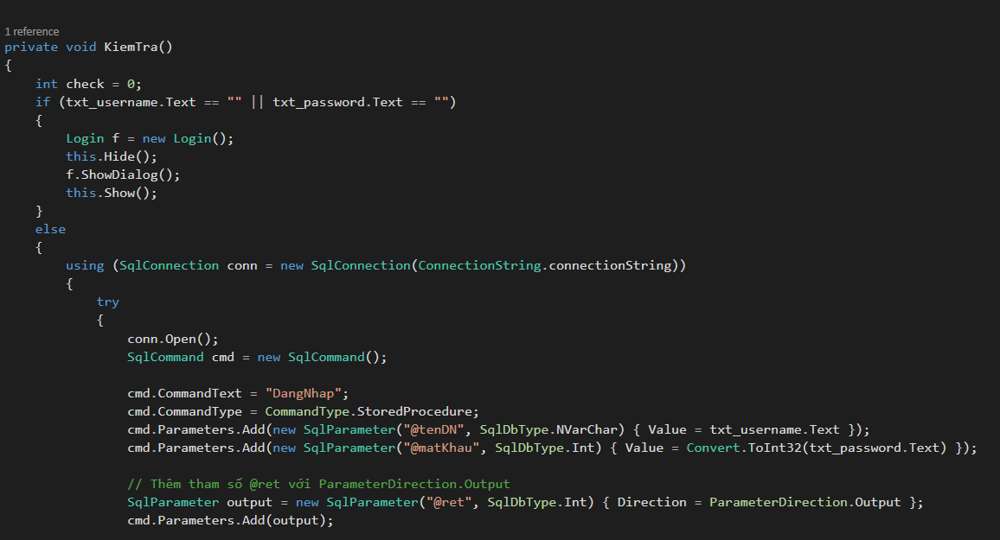 1 reference
private void KiemTra()
{
    int check = 0;
    if (txt_username.Text == "" || txt_password.Text == "")
    {
        Login f = new Login();
        this.Hide();
        f.ShowDialog();
        this.Show();
    }
    else
    {
        using (SqlConnection conn = new SqlConnection(ConnectionString.connectionString))
        {
            try
            {
                conn.Open();
                SqlCommand cmd = new SqlCommand();

                cmd.CommandText = "DangNhap";
                cmd.CommandType = CommandType.StoredProcedure;
                cmd.Parameters.Add(new SqlParameter("@tenDN", SqlDbType.NVarChar) { Value = txt_username.Text });
                cmd.Parameters.Add(new SqlParameter("@matKhau", SqlDbType.Int) { Value = Convert.ToInt32(txt_password.Text) });

                // Thêm tham số @ret với ParameterDirection.Output
                SqlParameter output = new SqlParameter("@ret", SqlDbType.Int) { Direction = ParameterDirection.Output };
                cmd.Parameters.Add(output);